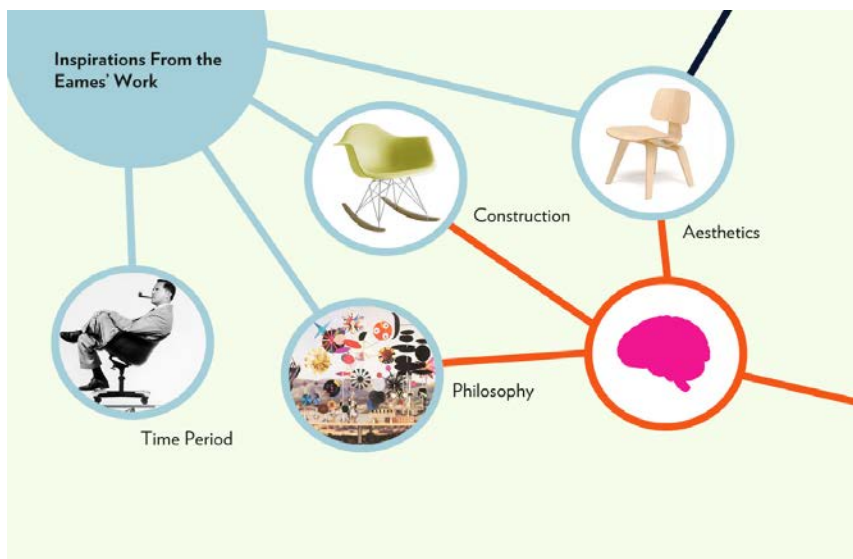 Inspirations From the
Eames' Work
Construction
Aesthetics
Philosophy
Time Period